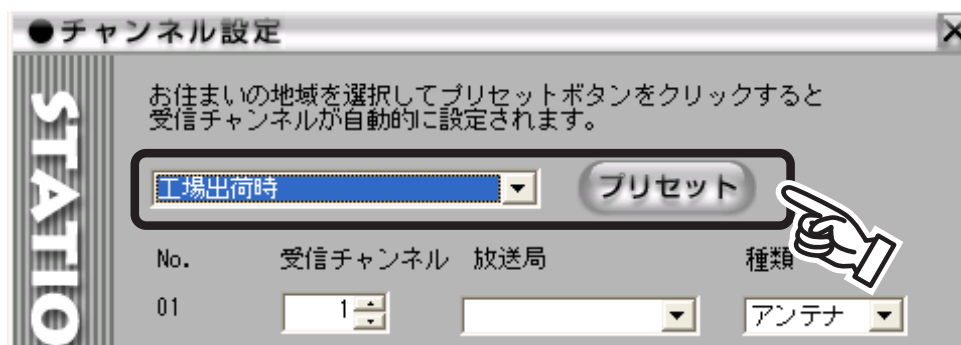 ●チャンネル設定
お住まいの地域を選択してプリセットボタンをクリックすると
受信チャンネルが自動的に設定されます。
工場出荷時
プリセット
No. 受信チャンネル 放送局 種類
01 1 アンテナ
STATIO